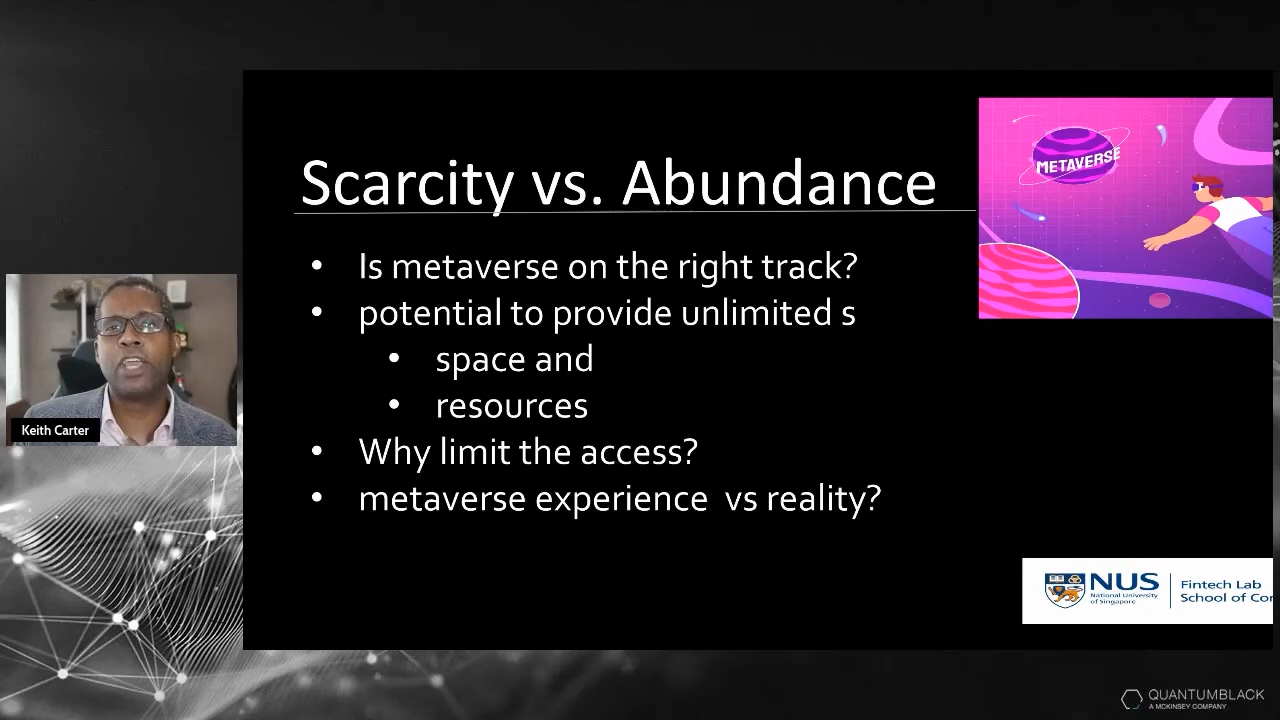 Scarcity vs. Abundance
• Is metaverse on the right track?
• potential to provide unlimited s
• space and
• resources
• Why limit the access?
• metaverse experience vs reality?
METAVERSE
Keith Carter
NUS
National University
of Singapore
Fintech Lab
School of Cor
QUANTUMBLACK
A MCKINSEY COMPANY